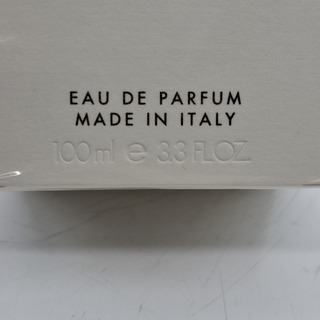 EAU DE PARFUM
MADE IN ITALY
100ml ℮ 3.3 FL.OZ.